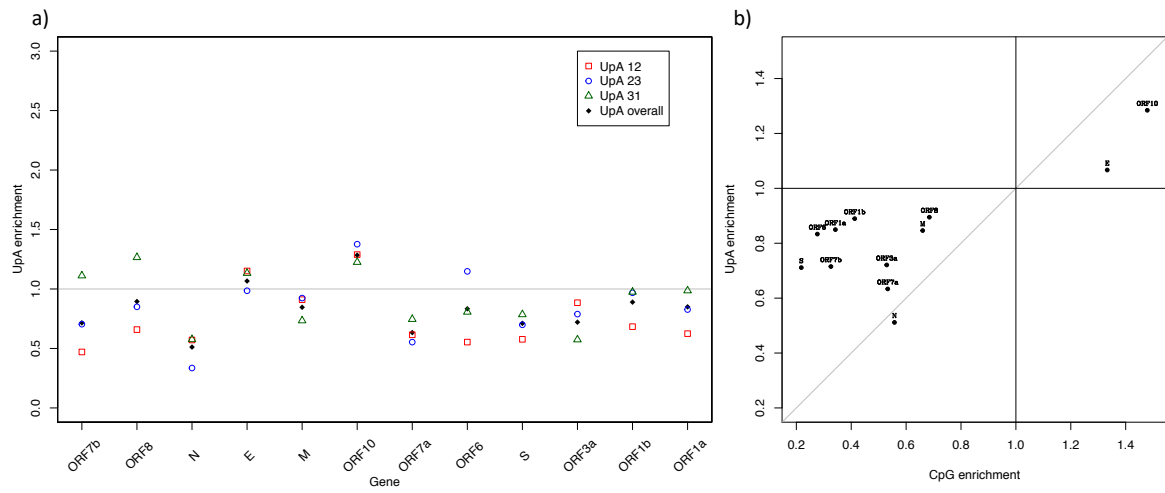 a)
3.0
2.5
2.0
1.5
1.0
0.5
0.0
UpA enrichment
UpA 12
UpA 23
UpA 31
UpA overall
ORF7b
ORF8
N
E
M
ORF10
ORF7a
ORF6
S
ORF3a
ORF1b
ORF1a
Gene
b)
1.4
1.2
1.0
0.8
0.6
0.4
0.2
UpA enrichment
ORF10
E
ORF1b
ORF8
ORF1a
ORF6
M
S
ORF7b
ORF3a
ORF7a
N
0.2 0.4 0.6 0.8 1.0 1.2 1.4
CpG enrichment